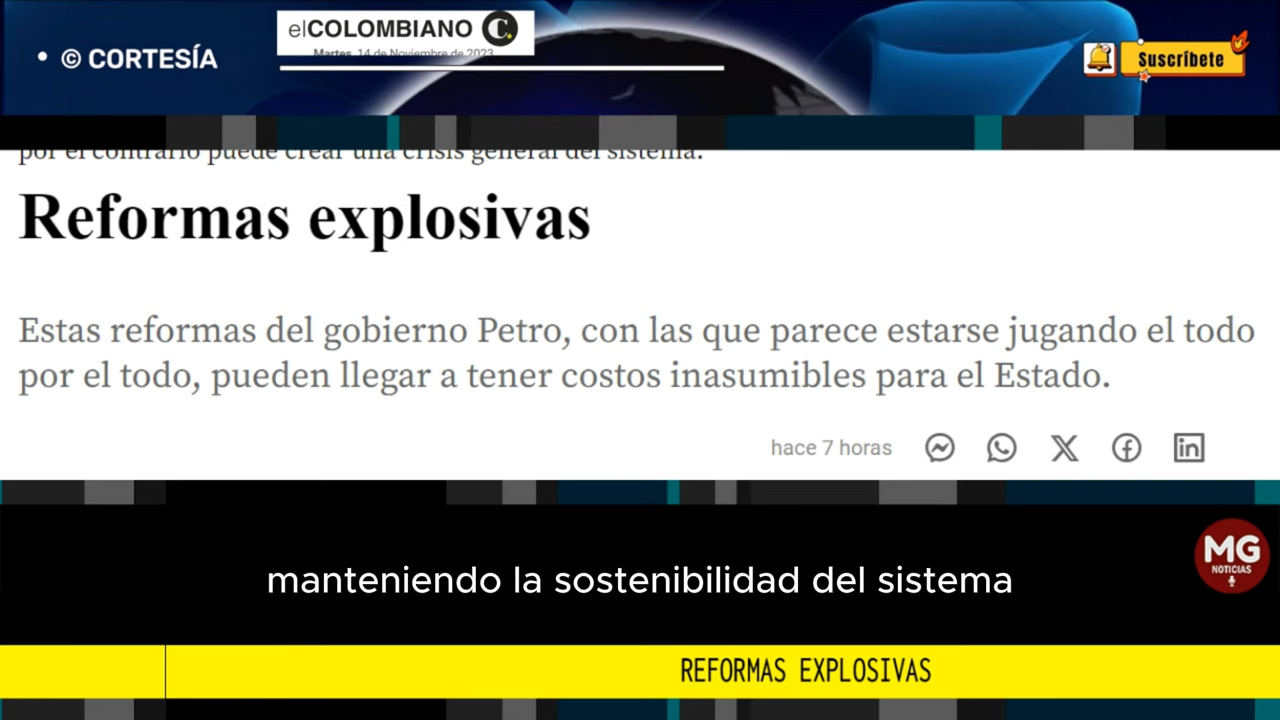 elCOLOMBIANO C.
Martes, 14 de Noviembre de 2023
• © CORTESÍA
Suscríbete
por el contrario puede crear una crisis general del sistema.
Reformas explosivas
Estas reformas del gobierno Petro, con las que parece estarse jugando el todo
por el todo, pueden llegar a tener costos inasumibles para el Estado.
hace 7 horas
MG
NOTICIAS
manteniendo la sostenibilidad del sistema
REFORMAS EXPLOSIVAS